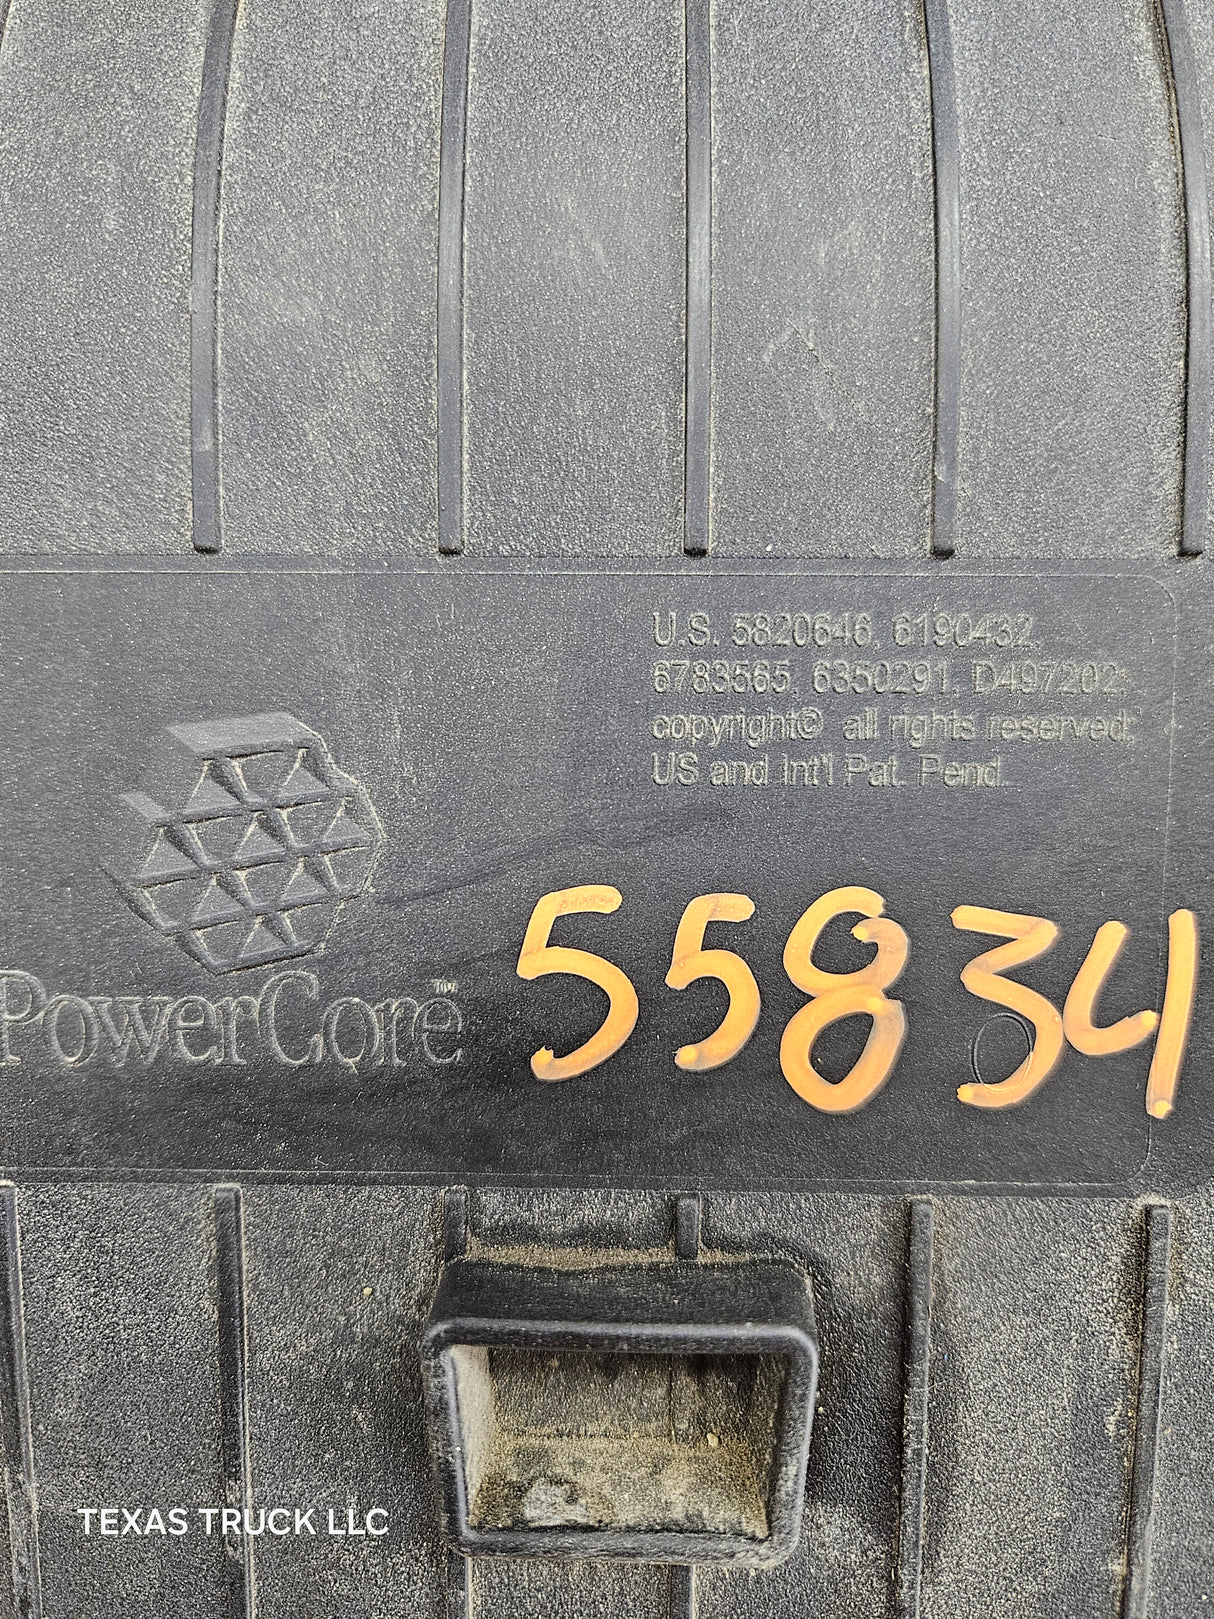 U.S. 5820646, 6190432,
6783565, 6350291, D497202;
copyright© all rights reserved;
US and Int'l Pat. Pend.
PowerCore™
55834
TEXAS TRUCK LLC